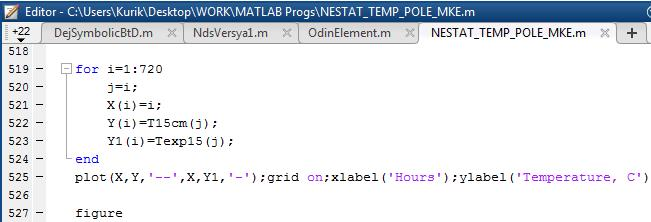 Editor - C:\Users\Kurik\Desktop\WORK\MATLAB Progs\NESTAT_TEMP_POLE_MKE.m
+22 DejSymbolicBtD.m × NdsVersya1.m × OdinElement.m × NESTAT_TEMP_POLE_MKE.m × +
518
519 - for i=1:720
520 - j=i;
521 - X(i)=i;
522 - Y(i)=T15cm(j);
523 - Y1(i)=Texp15(j);
524 - end
525 - plot(X,Y,'--',X,Y1,'-');grid on;xlabel('Hours');ylabel('Temperature, C')
526
527 - figure